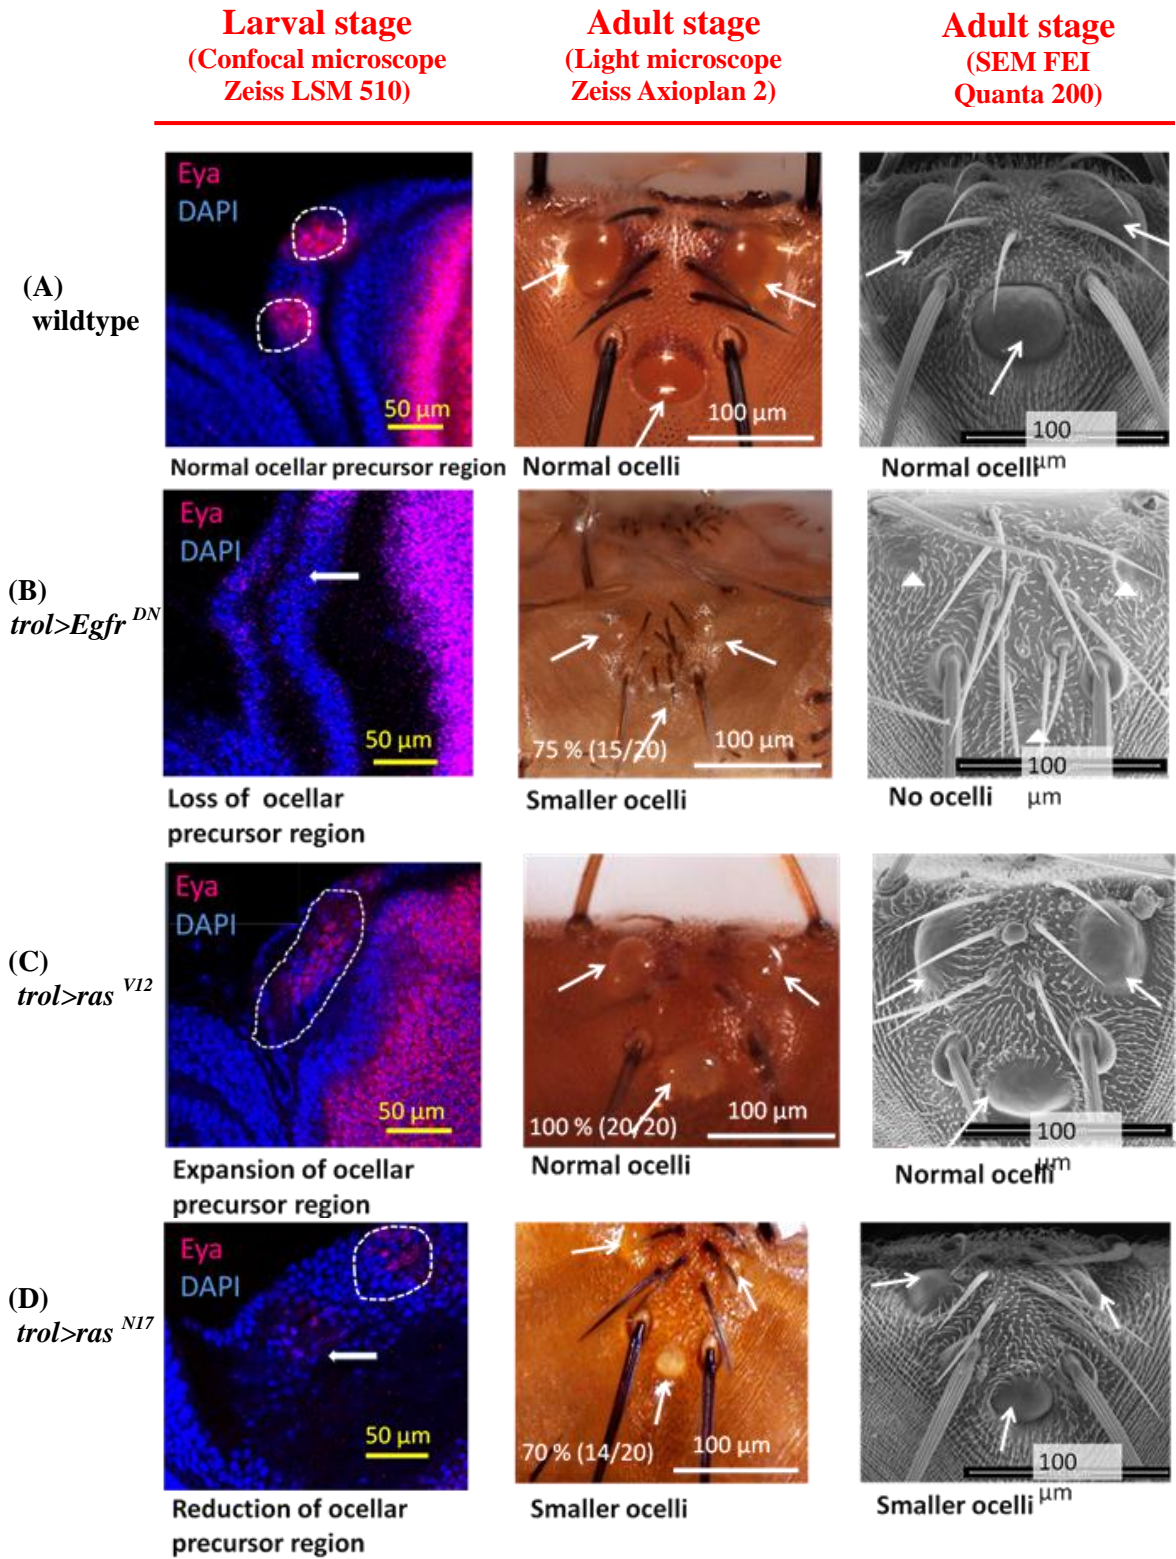 Larval stage
(Confocal microscope
Zeiss LSM 510)
Adult stage
(Light microscope
Zeiss Axioplan 2)
Adult stage
(SEM FEI
Quanta 200)
(A)
wildtype
Eya
DAPI
50 µm
100 µm
100
µm
Normal ocellar precursor region
Normal ocelli
Normal ocelli
(B)
trol>Egfr DN
Eya
DAPI
50 µm
75 % (15/20)
100 µm
100
µm
Loss of ocellar
precursor region
Smaller ocelli
No ocelli
(C)
trol>ras V12
Eya
DAPI
50 µm
100 % (20/20)
100 µm
100
µm
Expansion of ocellar
precursor region
Normal ocelli
Normal ocelli
(D)
trol>ras N17
Eya
DAPI
50 µm
70 % (14/20)
100 µm
100
µm
Reduction of ocellar
precursor region
Smaller ocelli
Smaller ocelli